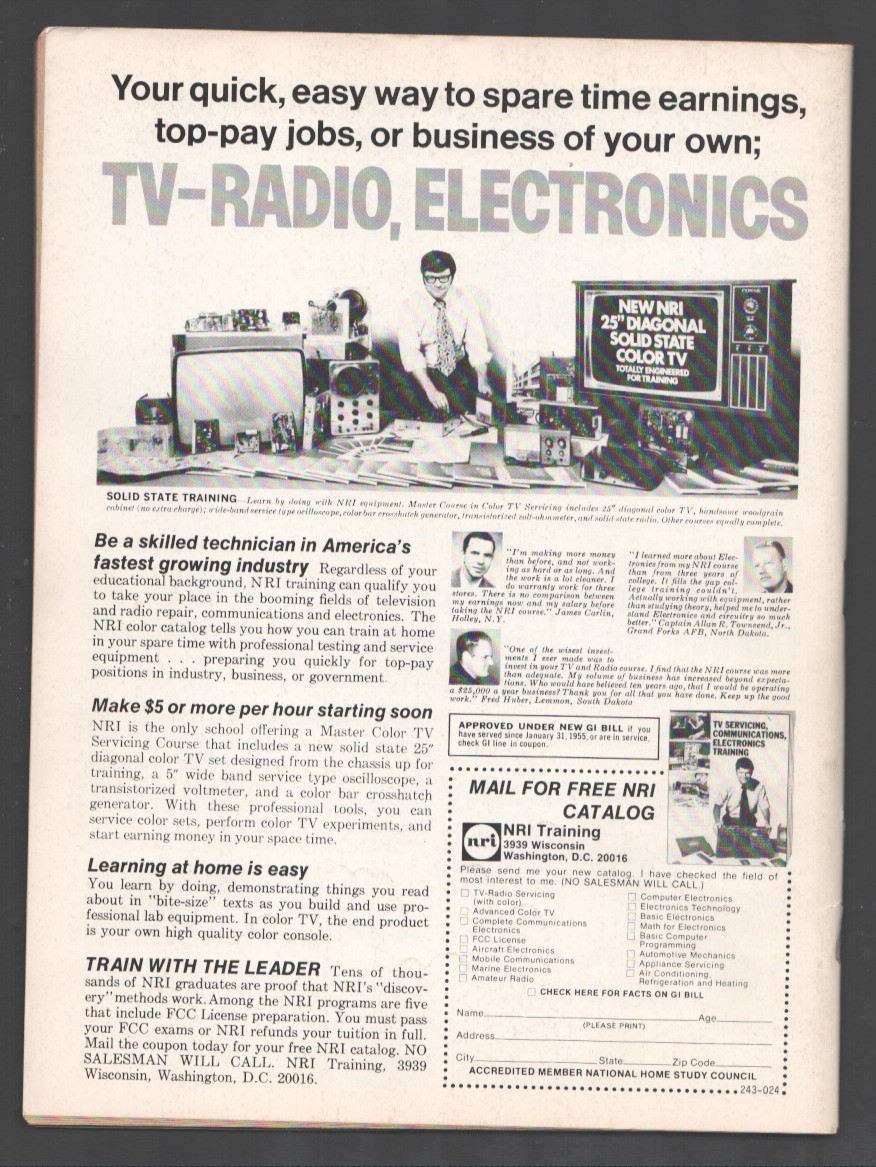 Your quick, easy way to spare time earnings,
top-pay jobs, or business of your own;
TV-RADIO, ELECTRONICS
NEW NRI
25" DIAGONAL
SOLID STATE
COLOR TV
TOTALLY ENGINEERED
FOR TRAINING
SOLID STATE TRAINING—Learn by doing with NRI equipment. Master Course in Color TV Servicing includes 25" diagonal color TV, handsome woodgrain
cabinet (no extra charge); wide-band service type ocilloscope, color bar crosshatch generator, transistorized volt-ohmmeter, and solid state radio. Other courses equally complete.
Be a skilled technician in America's
fastest growing industry Regardless of your
educational background, NRI training can qualify you
to take your place in the booming fields of television
and radio repair, communications and electronics. The
NRI color catalog tells you how you can train at home
in your spare time with professional testing and service
equipment . . . preparing you quickly for top-pay
positions in industry, business, or government.
Make $5 or more per hour starting soon
NRI is the only school offering a Master Color TV
Servicing Course that includes a new solid state 25"
diagonal color TV set designed from the chassis up for
training, a 5" wide band service type oscilloscope, a
transistorized voltmeter, and a color bar crosshatch
generator. With these professional tools, you can
service color sets, perform color TV experiments, and
start earning money in your space time.
Learning at home is easy
You learn by doing, demonstrating things you read
about in "bite-size" texts as you build and use pro-
fessional lab equipment. In color TV, the end product
is your own high quality color console.
TRAIN WITH THE LEADER Tens of thou-
sands of NRI graduates are proof that NRI's "discov-
ery" methods work. Among the NRI programs are five
that include FCC License preparation. You must pass
your FCC exams or NRI refunds your tuition in full.
Mail the coupon today for your free NRI catalog. NO
SALESMAN WILL CALL. NRI Training, 3939
Wisconsin, Washington, D.C. 20016.
"I'm making more money
than before, and not work-
ing as hard or as long. And
the work is a lot cleaner. I
do warranty work for three
stores. There is no comparison between
my earnings now and my salary before
taking the NRI course." James Carlin,
Holley, N.Y.
"I learned more about Elec-
tronics from my NRI course
than from three years of
college. It fills the gap col-
lege training couldn't.
Actually working with equipment, rather
than studying theory, helped me to under-
stand Electronics and circuitry so much
better." Captain Allan R. Townsend, Jr.,
Grand Forks AFB, North Dakota.
"One of the wisest invest-
ments I ever made was to
invest in your TV and Radio course. I find that the NRI course was more
than adequate. My volume of business has increased beyond expecta-
tions. Who would have believed ten years ago, that I would be operating
a $25,000 a year business? Thank you for all that you have done. Keep up the good
work." Fred Huber, Lemmon, South Dakota
APPROVED UNDER NEW GI BILL if you
have served since January 31, 1955, or are in service,
check GI line in coupon.
TV SERVICING,
COMMUNICATIONS,
ELECTRONICS
TRAINING
MAIL FOR FREE NRI
CATALOG
nri
NRI Training
3939 Wisconsin
Washington, D.C. 20016
Please send me your new catalog. I have checked the field of
most interest to me. (NO SALESMAN WILL CALL.)
TV-Radio Servicing
(with color)
Advanced Color TV
Complete Communications
Electronics
FCC License
Aircraft Electronics
Mobile Communications
Marine Electronics
Amateur Radio
Computer Electronics
Electronics Technology
Basic Electronics
Math for Electronics
Basic Computer
Programming
Automotive Mechanics
Appliance Servicing
Air Conditioning,
Refrigeration and Heating
CHECK HERE FOR FACTS ON GI BILL
Name Age
(PLEASE PRINT)
Address
City State Zip Code
ACCREDITED MEMBER NATIONAL HOME STUDY COUNCIL
243-024